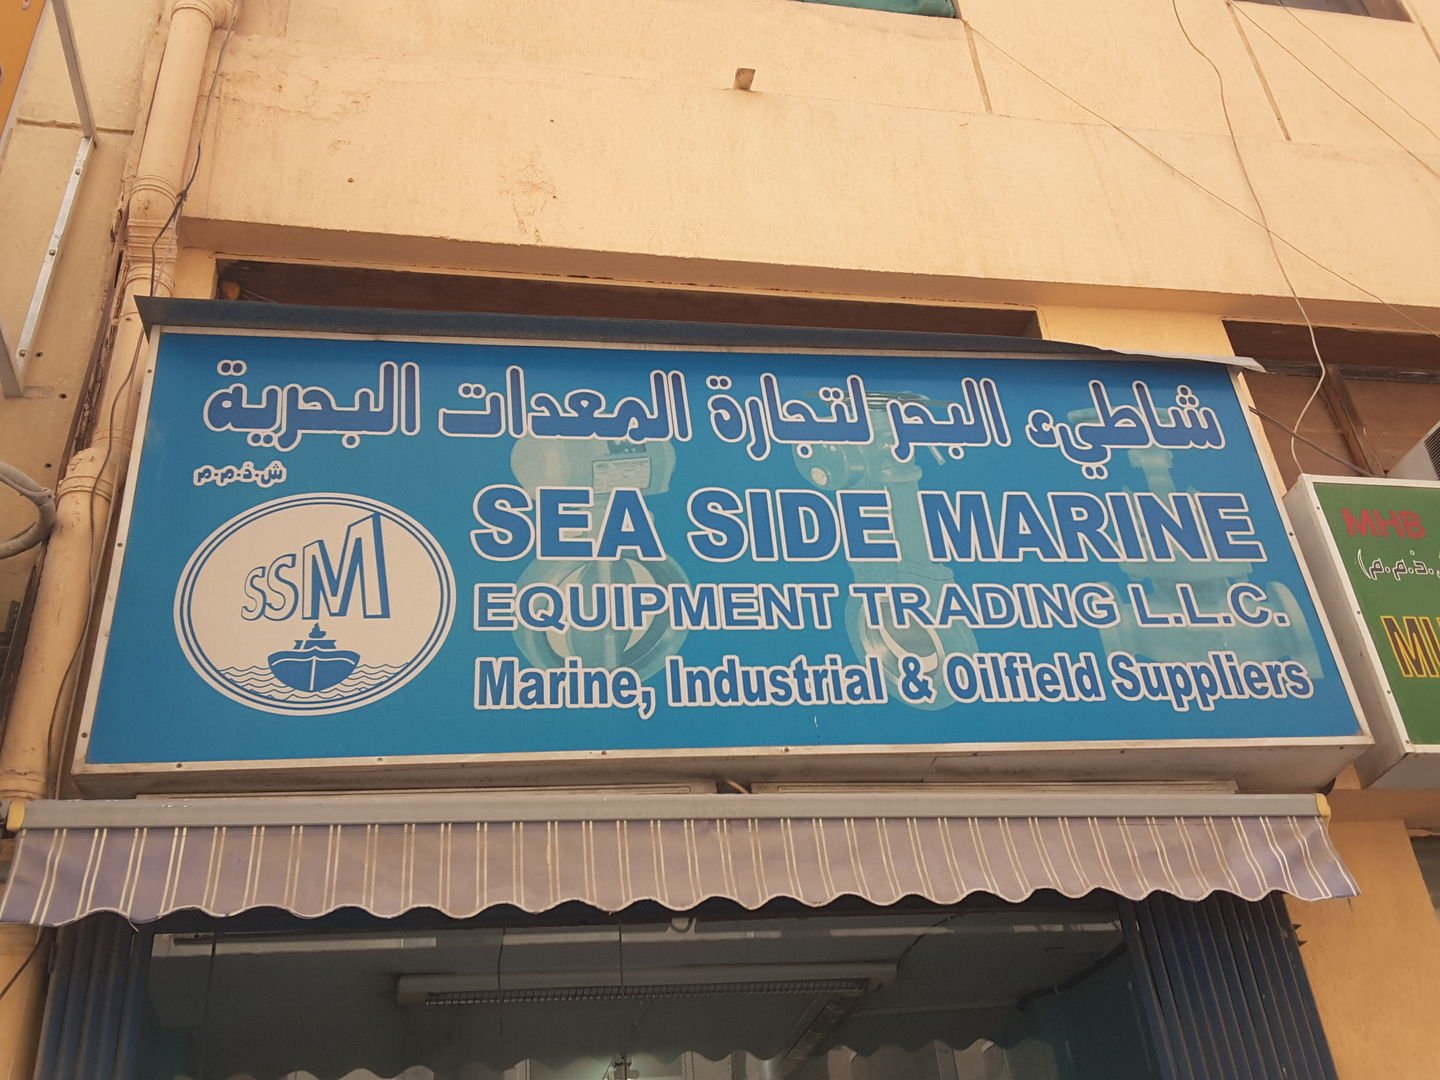 شاطيء البحر لتجارة المعدات البحرية
ش.ذ.م.م
SSM
SEA SIDE MARINE
EQUIPMENT TRADING L.L.C.
Marine, Industrial & Oilfield Suppliers
MHB
ذ.م.م)